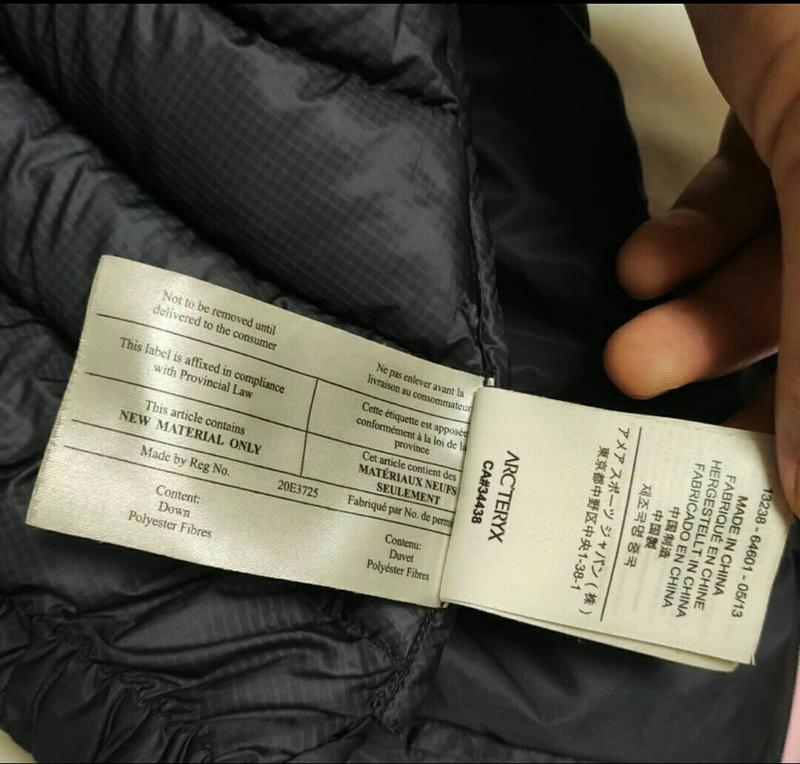 Not to be removed until
delivered to the consumer
Ne pas enlever avant la
livraison au consommateur
This label is affixed in compliance
with Provincial Law
Cette étiquette est apposée
conformément à la loi de la
province
This article contains
NEW MATERIAL ONLY
Cet article contient des
MATÉRIAUX NEUFS
SEULEMENT
Made by Reg No.
20E3725
Fabriqué par No. de
Content:
Down
Polyester Fibres
Contenu:
Duvet
Polyéster Fibres
ARC'TERYX
CA#34438
アメア スポーツ ジャパン (株)
東京都中野区中央1-38-1
13238 - 64601 - 05/13
MADE IN CHINA
FABRIQUÉ EN CHINE
HERGESTELLT IN CHINE
FABRICADO EN CHINA
中国制造
中国製
제조국명 중국